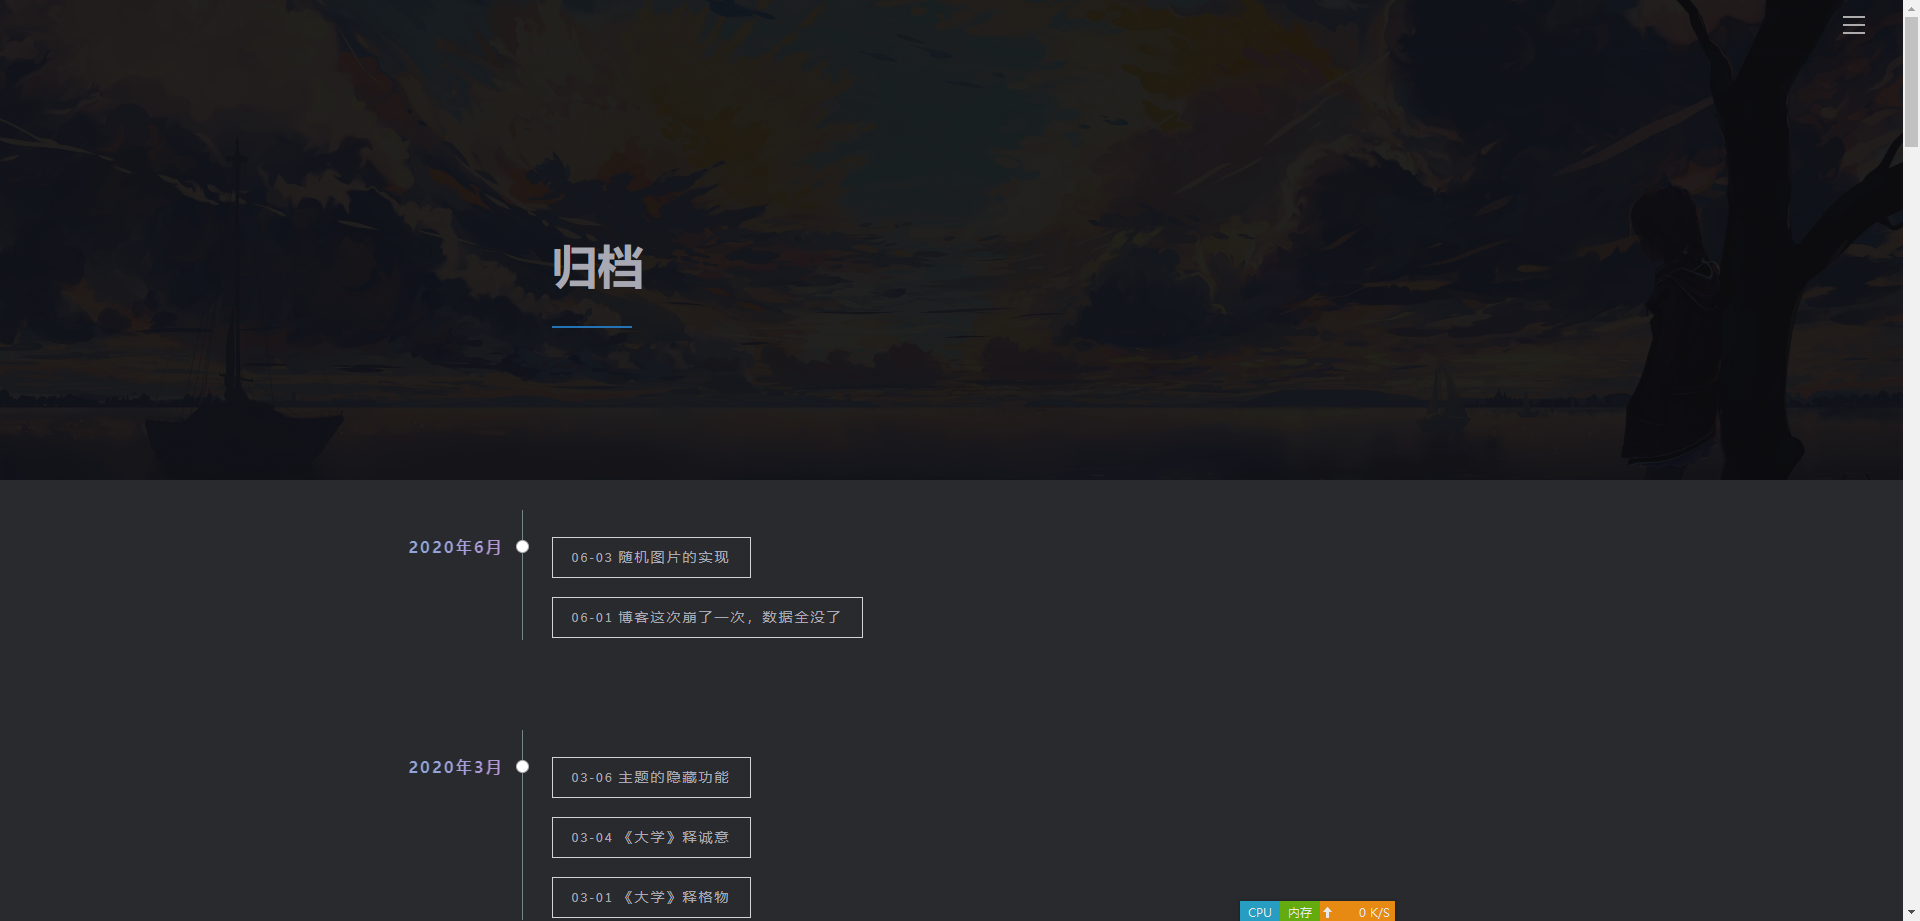 归档
2020年6月
06-03 随机图片的实现
06-01 博客这次崩了一次，数据全没了
2020年3月
03-06 主题的隐藏功能
03-04 《大学》释诚意
03-01 《大学》释格物
CPU 内存 0 K/S